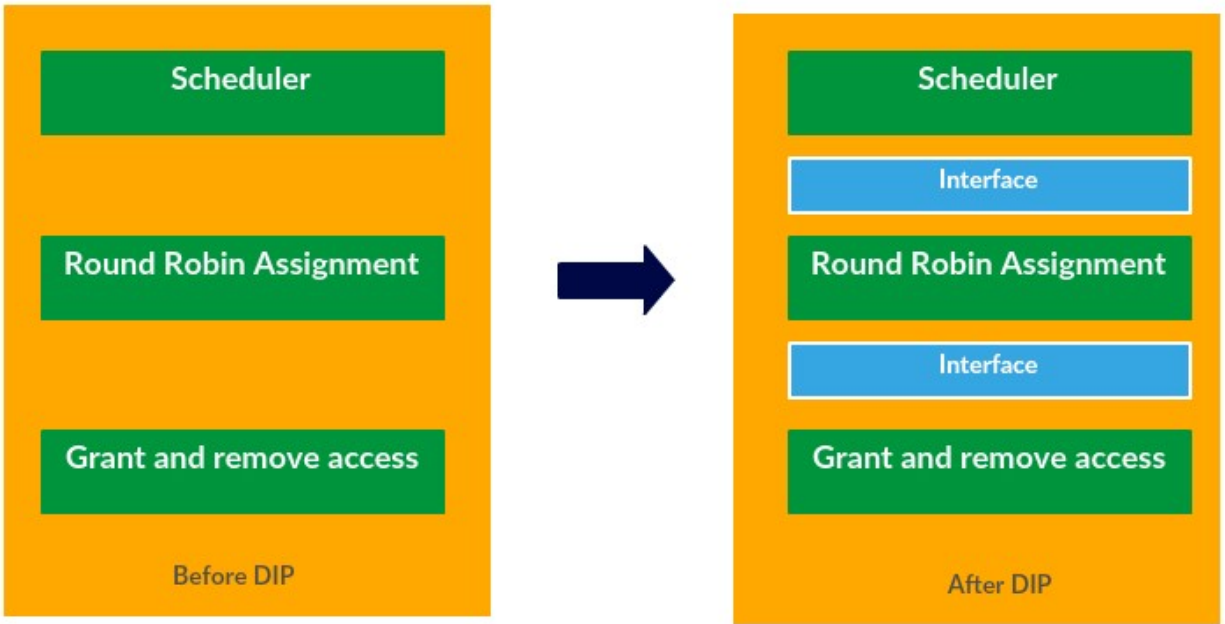 Scheduler
Round Robin Assignment
Grant and remove access
Before DIP
Scheduler
Interface
Round Robin Assignment
Interface
Grant and remove access
After DIP